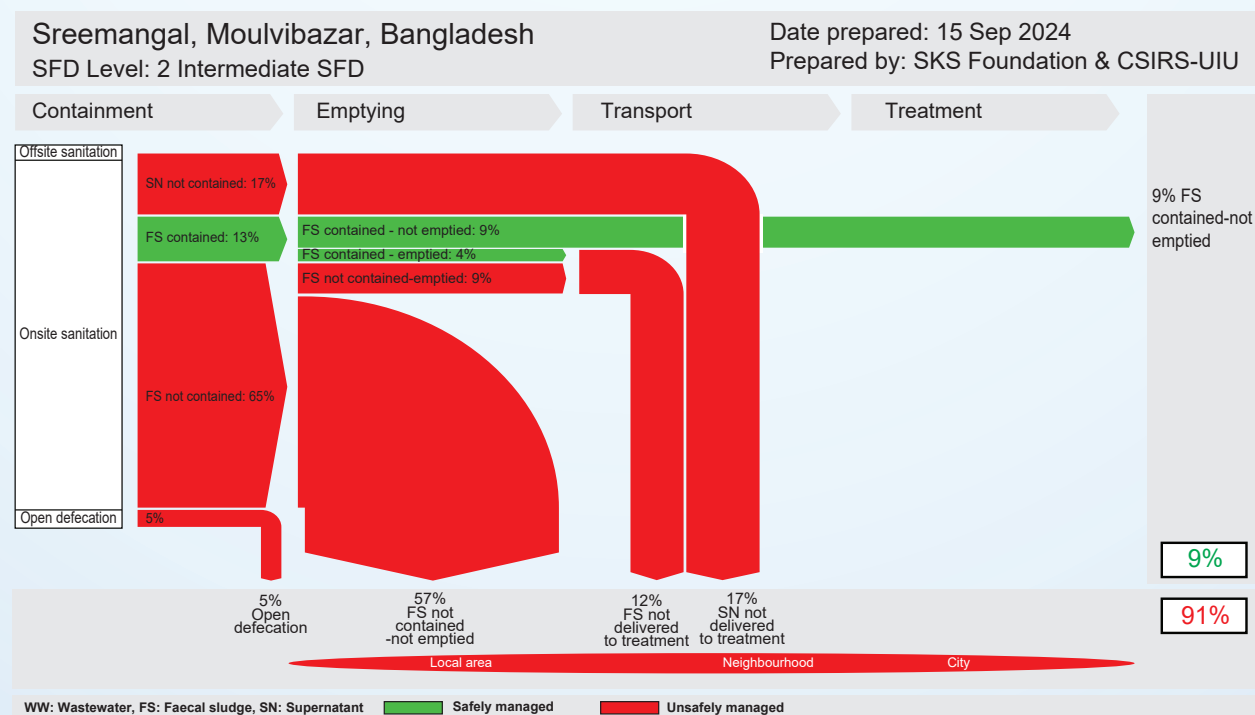 Sreemangal, Moulvibazar, Bangladesh
SFD Level: 2 Intermediate SFD
Date prepared: 15 Sep 2024
Prepared by: SKS Foundation & CSIRS-UIU
Containment
Emptying
Transport
Treatment
Offsite sanitation
SN not contained: 17%
FS contained: 13%
FS contained - not emptied: 9%
FS contained - emptied: 4%
FS not contained-emptied: 9%
Onsite sanitation
FS not contained: 65%
Open defecation
5%
9% FS
contained-not
emptied
9%
91%
5%
Open
defecation
57%
FS not
contained
-not emptied
12%
FS not
delivered
to treatment
17%
SN not
delivered
to treatment
Local area
Neighbourhood
City
WW: Wastewater, FS: Faecal sludge, SN: Supernatant
Safely managed
Unsafely managed